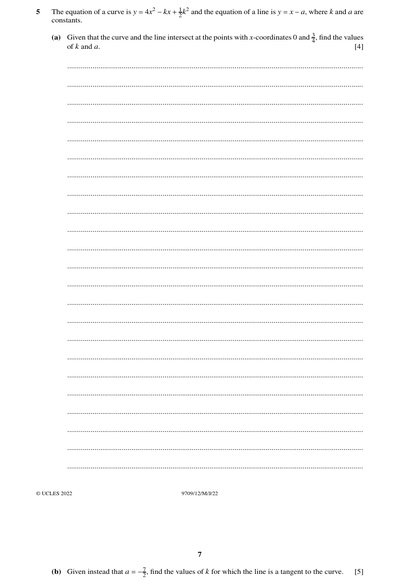 5 The equation of a curve is y = 4x² − kx + ½k² and the equation of a line is y = x − a, where k and a are
constants.
(a) Given that the curve and the line intersect at the points with x-coordinates 0 and ¾, find the values
of k and a. [4]
© UCLES 2022 9709/12/M/J/22
7
(b) Given instead that a = −7/2, find the values of k for which the line is a tangent to the curve. [5]